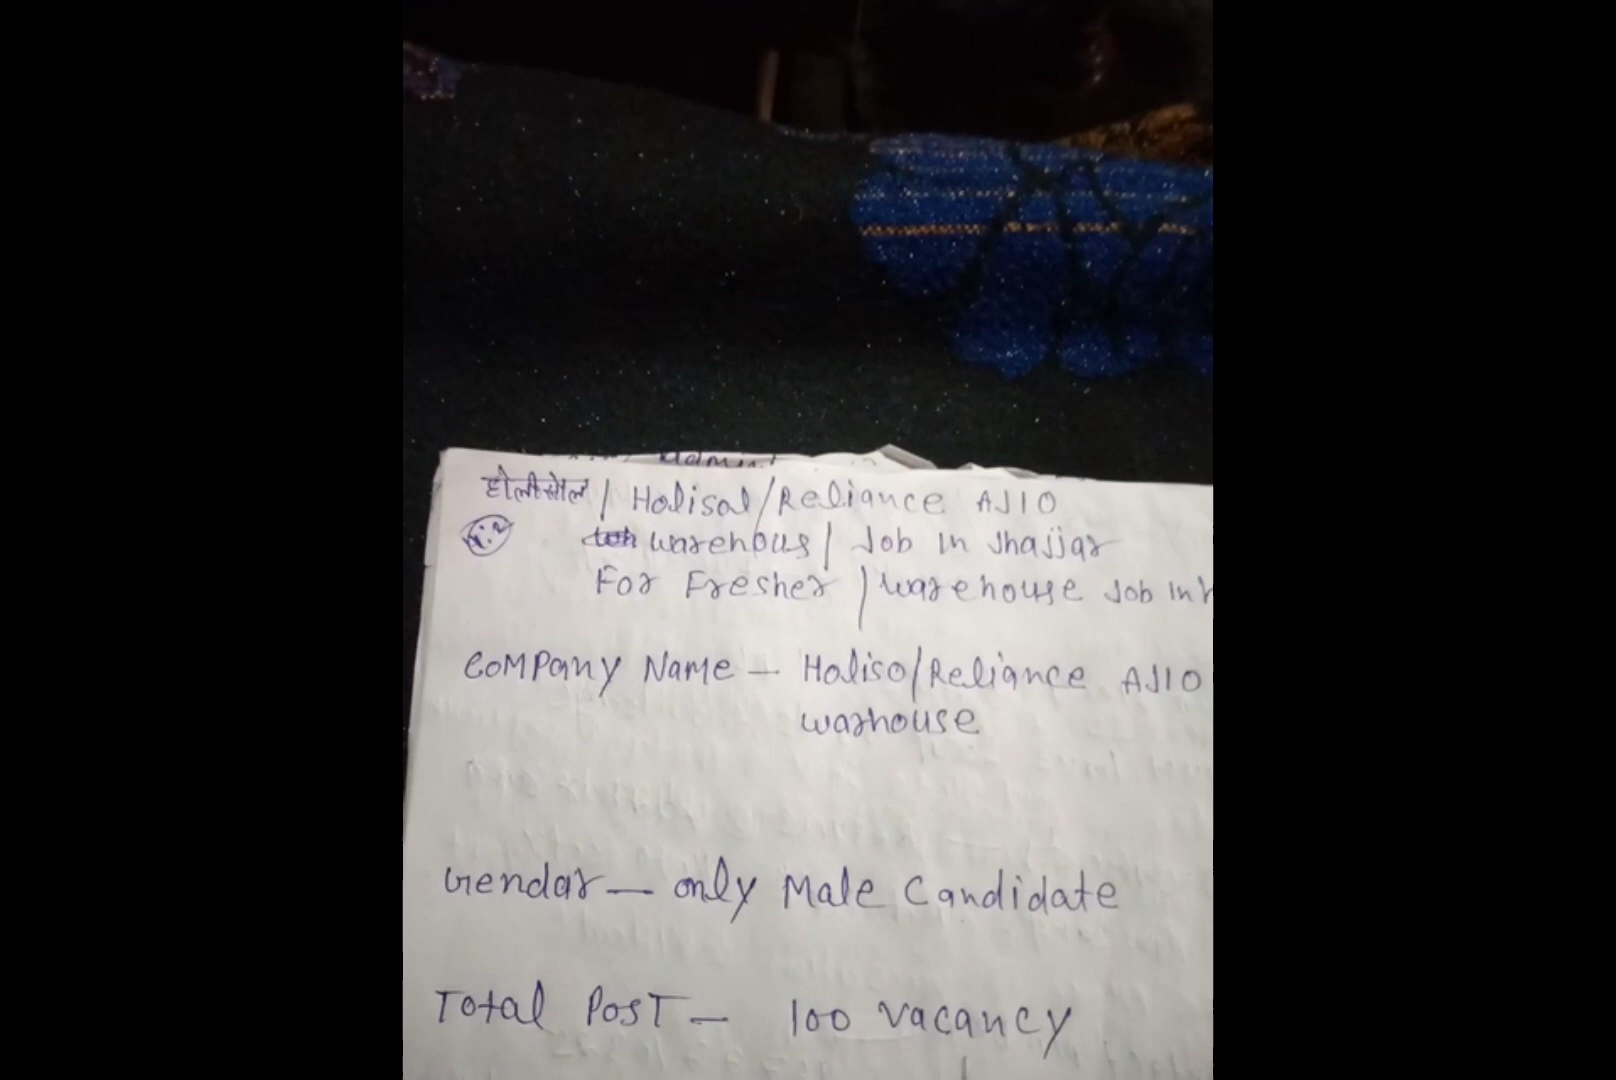 होलीसोल / Holisol/Reliance AJIO
warehous / Job in Jhajjar
For Fresher / warehouse Job in
Company Name - Holiso/Reliance AJIO
warhouse
Gendar - only Male Candidate
Total Post - 100 vacancy